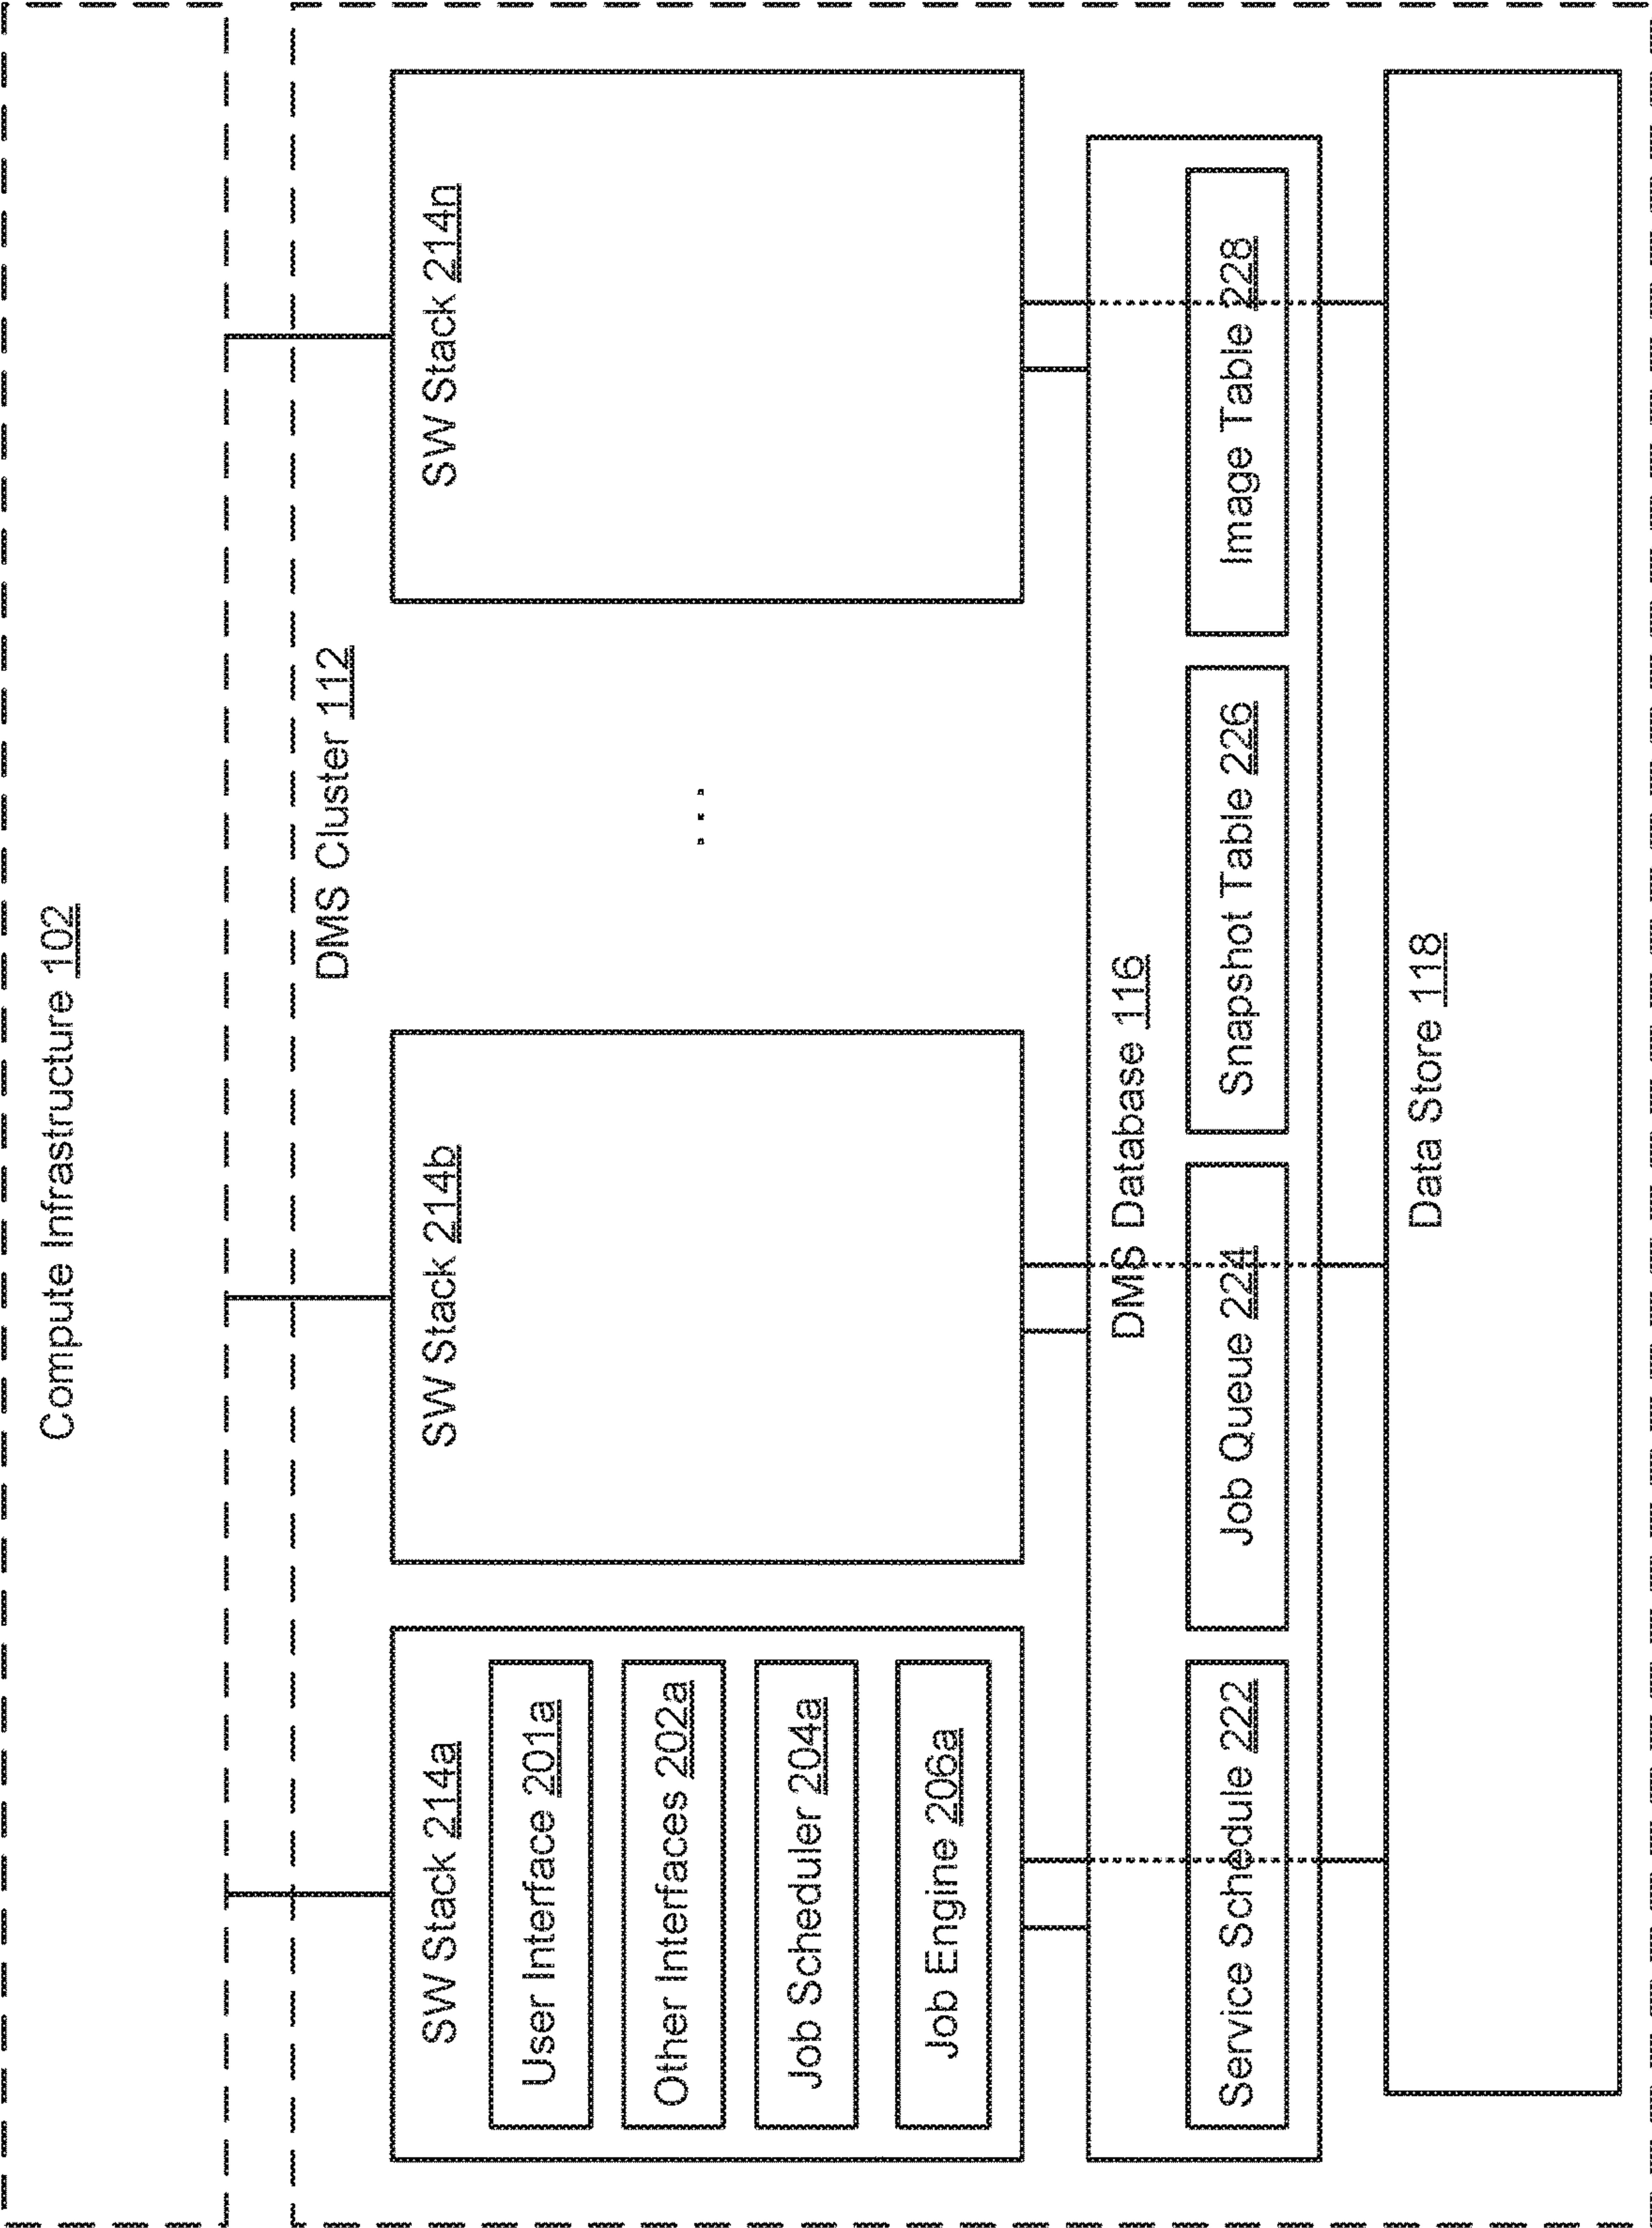 Compute Infrastructure 102
DMS Cluster 112
SW Stack 214a
User Interface 201a
Other Interfaces 202a
Job Scheduler 204a
Job Engine 206a
SW Stack 214b
...
SW Stack 214n
DMS Database 116
Service Schedule 222
Job Queue 224
Snapshot Table 226
Image Table 228
Data Store 118